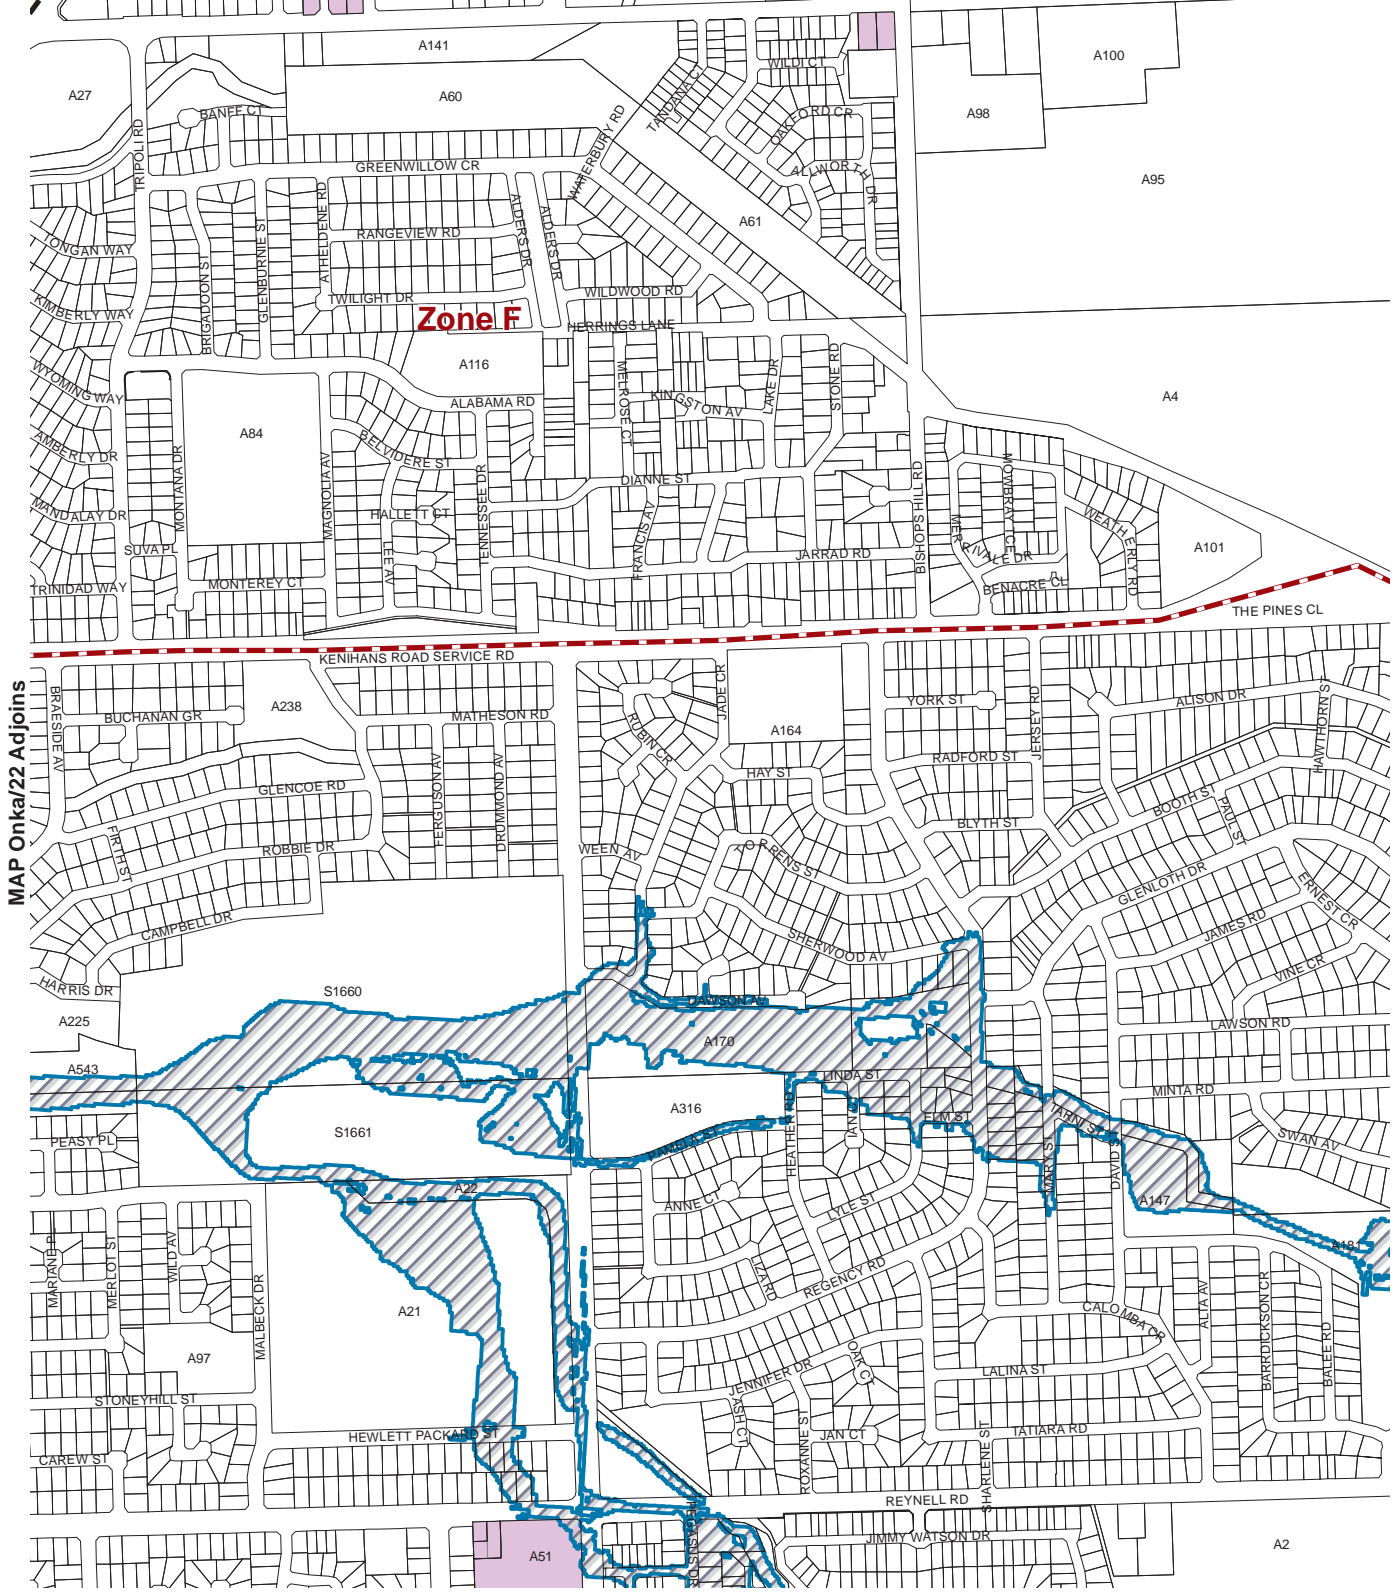 A141
WILDI CT
A100
A27
A60
TANDANA CT
BANFF CT
OAKFORD CR
A98
WATERBURY RD
TRIPOLI RD
GREENWILLOW CR
ALLWORTH DR
A95
ATHELDENE RD
ALDERS DR
ALDERS DR
A61
GLENBURNIE ST
RANGEVIEW RD
TONGAN WAY
BRIGADOON ST
KIMBERLY WAY
TWILIGHT DR
WILDWOOD RD
Zone F
HERRINGS LANE
A116
WYOMING WAY
MELROSE CT
LAKE DR
STONE RD
KINGSTON AV
A4
ALABAMA RD
A84
AMBERLY DR
BELVIDERE ST
MONTANA DR
MAGNOLIA AV
TENNESSEE DR
DIANNE ST
BISHOPS HILL RD
MOWBRAY CE
MANDALAY DR
HALLETT CT
FRANCIS AV
WEATHERLY RD
MERRIVALE DR
A101
SUVA PL
LEE AV
JARRAD RD
TRINIDAD WAY
MONTEREY CT
BENACRE CL
THE PINES CL
KENIHANS ROAD SERVICE RD
MAP Onka/22 Adjoins
BRAESIDE AV
BUCHANAN GR
A238
MATHESON RD
JADE CR
RUBIN CR
A164
YORK ST
JERSEY RD
ALISON DR
HAWTHORN ST
GLENCOE RD
FERGUSON AV
DRUMMOND AV
HAY ST
RADFORD ST
BOOTH ST
PAUL ST
FIRTH ST
ROBBIE DR
WEEN AV
TORRENS ST
BLYTH ST
GLENLOTH DR
ERNEST CR
CAMPBELL DR
SHERWOOD AV
JAMES RD
VINE CR
HARRIS DR
S1660
DAWSON AV
A225
A170
LAWSON RD
A543
LINDA ST
MINTA RD
A316
HEATHER RD
IAN
ELM ST
TARNI ST
S1661
PEASY PL
PAMELA ST
MARY ST
DAVID S
SWAN AV
A22
ANNE CT
LYLE ST
A147
A181
MARIANE PL
MERLOT ST
WILD AV
LIZARD
REGENCY RD
MALBECK DR
A21
CALOMBA CR
ALIA AV
BARRDICKSON CR
BALEE RD
A97
JENNIFER DR
OAK CT
LALINA ST
STONEYHILL ST
ASH CT
ROXANNE ST
HEWLETT PACKARD ST
JAN CT
SHARLENE ST
TATIARA RD
CAREW ST
REYNELL RD
PEGASUS DR
JIMMY WATSON DR
A51
A2